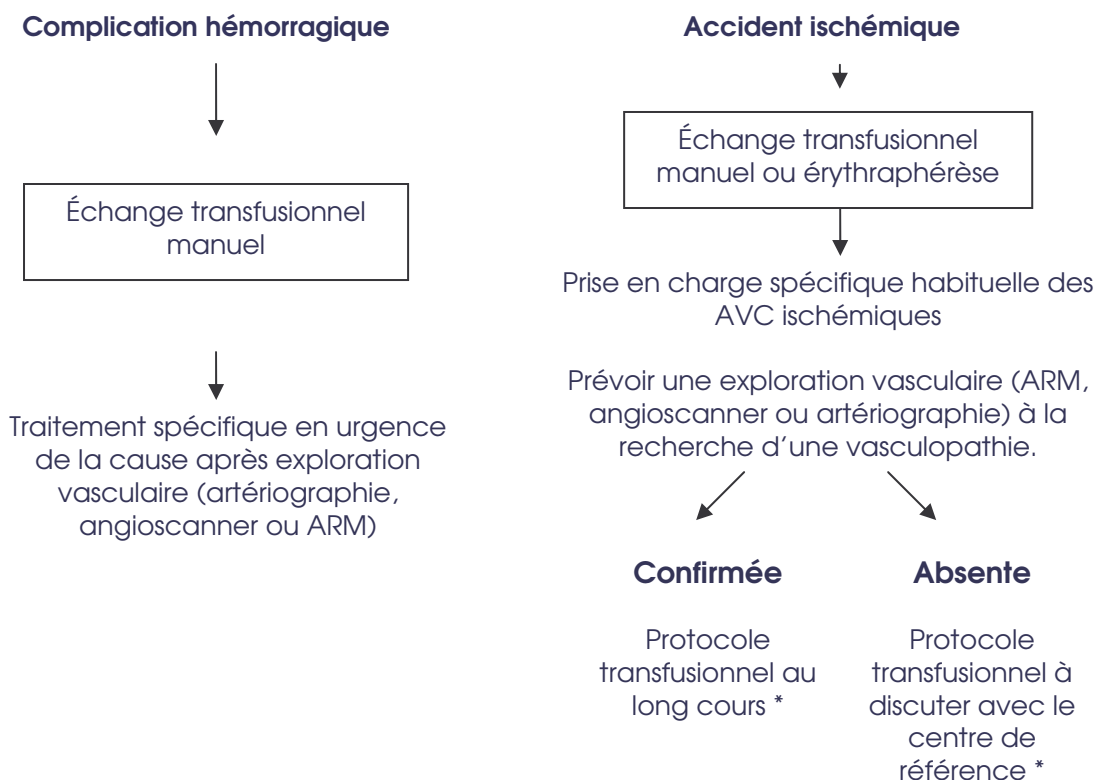 Complication hémorragique
Échange transfusionnel
manuel
Traitement spécifique en urgence
de la cause après exploration
vasculaire (artériographie,
angioscanner ou ARM)
Accident ischémique
Échange transfusionnel
manuel ou érythraphérèse
Prise en charge spécifique habituelle des
AVC ischémiques
Prévoir une exploration vasculaire (ARM,
angioscanner ou artériographie) à la
recherche d’une vasculopathie.
Confirmée
Protocole
transfusionnel au
long cours *
Absente
Protocole
transfusionnel à
discuter avec le
centre de
référence *